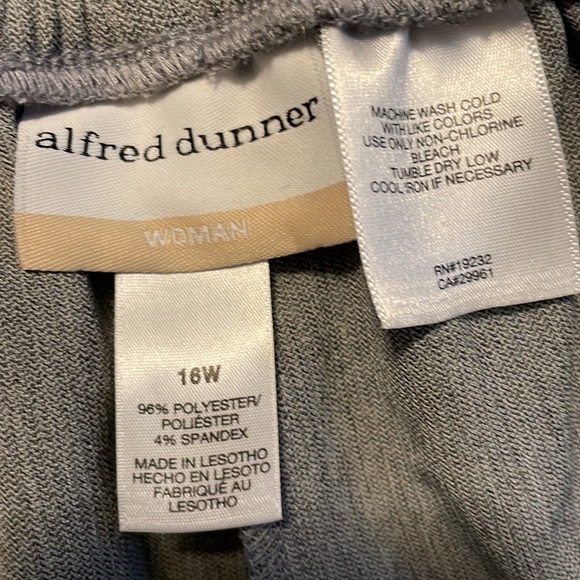 alfred dunner
WOMAN
16W
96% POLYESTER/
POLIÉSTER
4% SPANDEX
MADE IN LESOTHO
HECHO EN LESOTO
FABRIQUÉ AU
LESOTHO
MACHINE WASH COLD
WITH LIKE COLORS
USE ONLY NON-CHLORINE
BLEACH
TUMBLE DRY LOW
COOL IRON IF NECESSARY
RN#19232
CA#29961